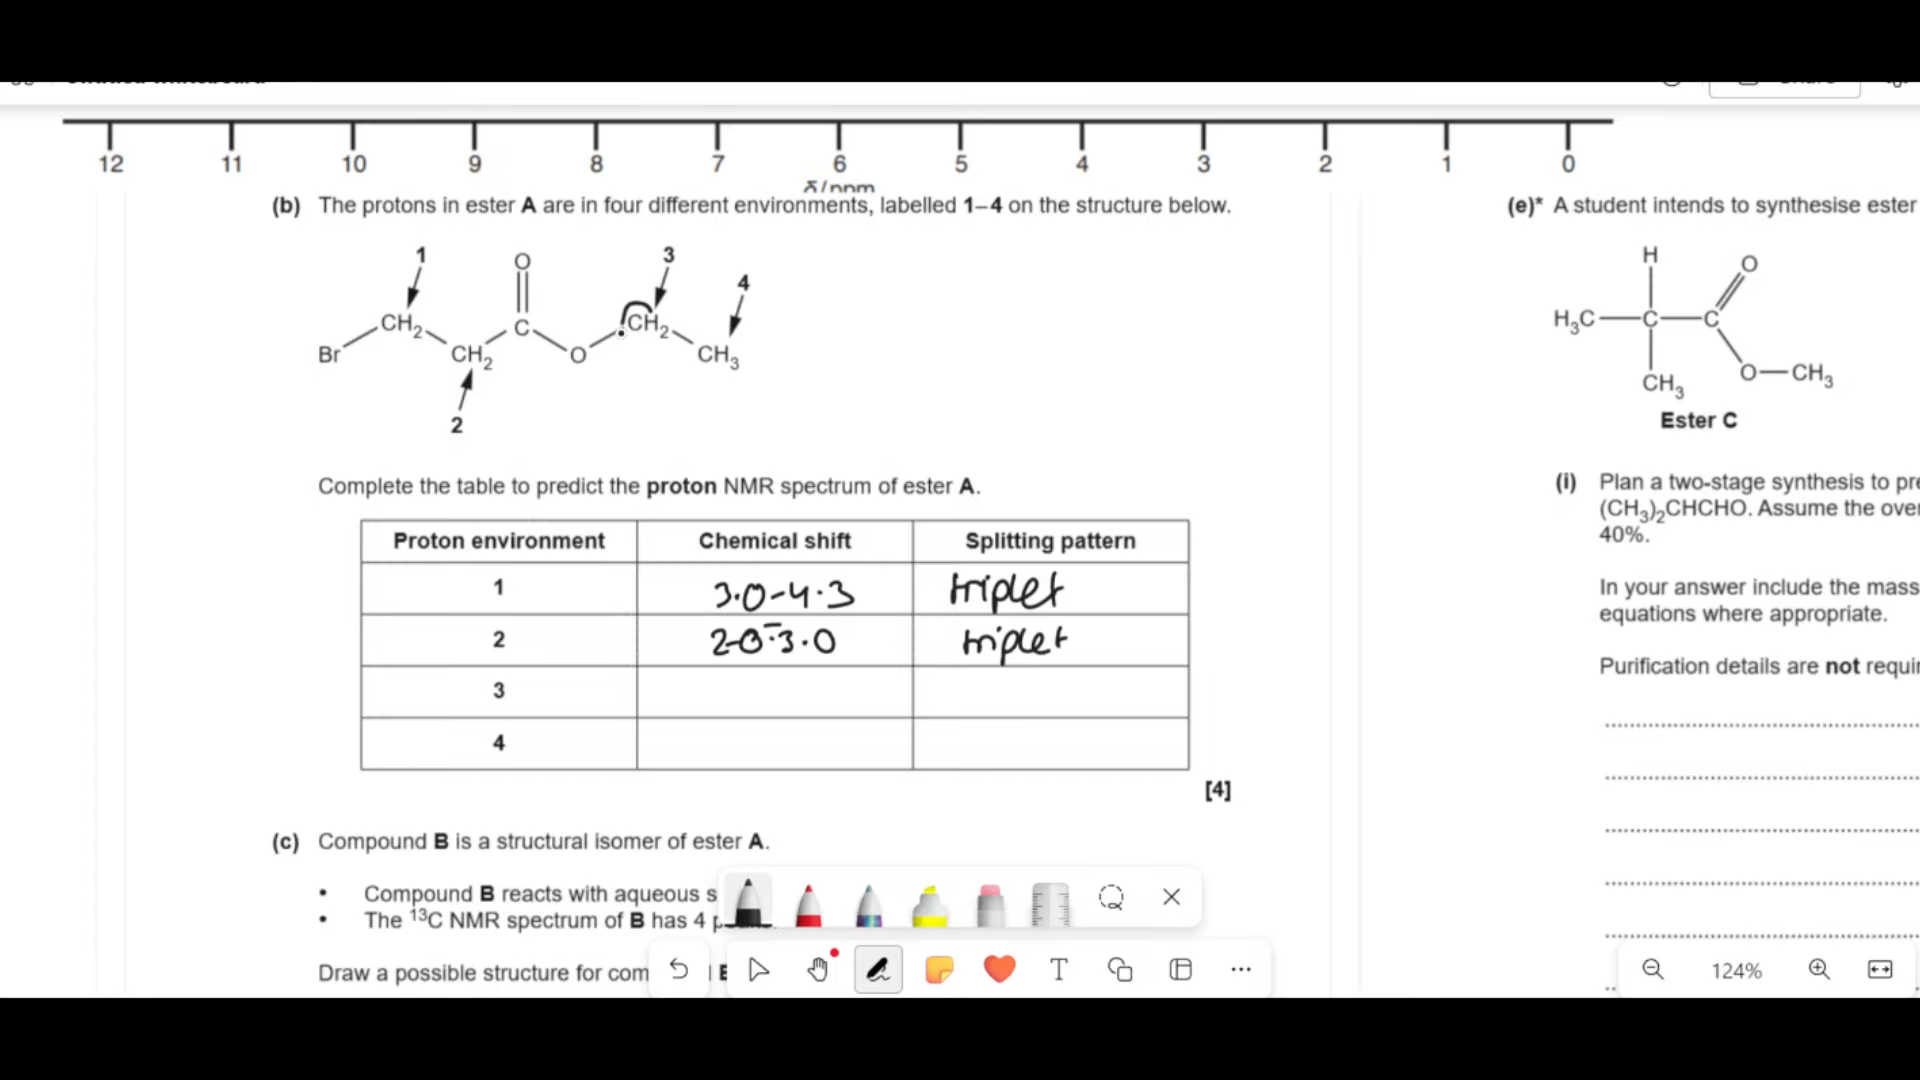 12 11 10 9 8 7 6 5 4 3 2 1 0
δ/ppm
(b) The protons in ester A are in four different environments, labelled 1–4 on the structure below.
1 O 3 4
Br CH2 CH2 C O CH2 CH3
2
Complete the table to predict the proton NMR spectrum of ester A.
Proton environment Chemical shift Splitting pattern
1 3.0-4.3 triplet
2 2.0-3.0 triplet
3
4
[4]
(c) Compound B is a structural isomer of ester A.
• Compound B reacts with aqueous s
• The 13C NMR spectrum of B has 4 p
Draw a possible structure for com
(e)* A student intends to synthesise ester
H O
H3C C C
CH3 O CH3
Ester C
(i) Plan a two-stage synthesis to pre
(CH3)2CHCHO. Assume the over
40%.
In your answer include the mass
equations where appropriate.
Purification details are not requir
T
124%